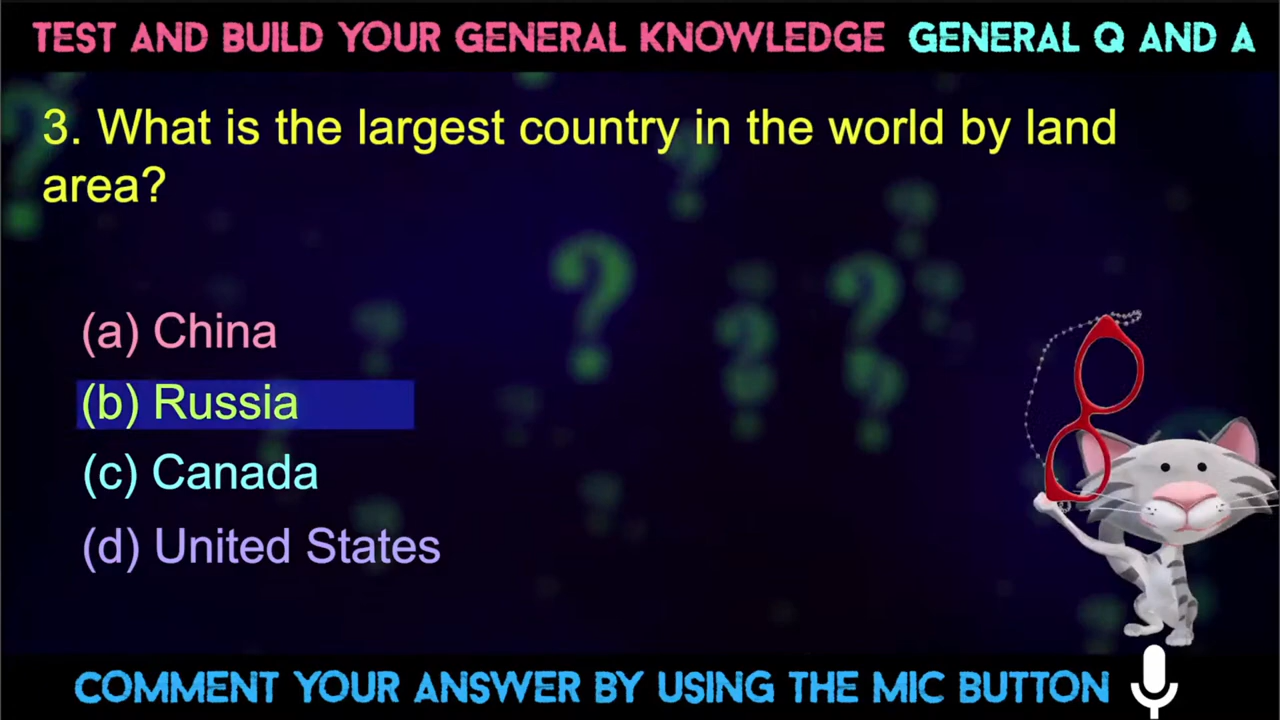 TEST AND BUILD YOUR GENERAL KNOWLEDGE GENERAL Q AND A
3. What is the largest country in the world by land
area?
(a) China
(b) Russia
(c) Canada
(d) United States
COMMENT YOUR ANSWER BY USING THE MIC BUTTON